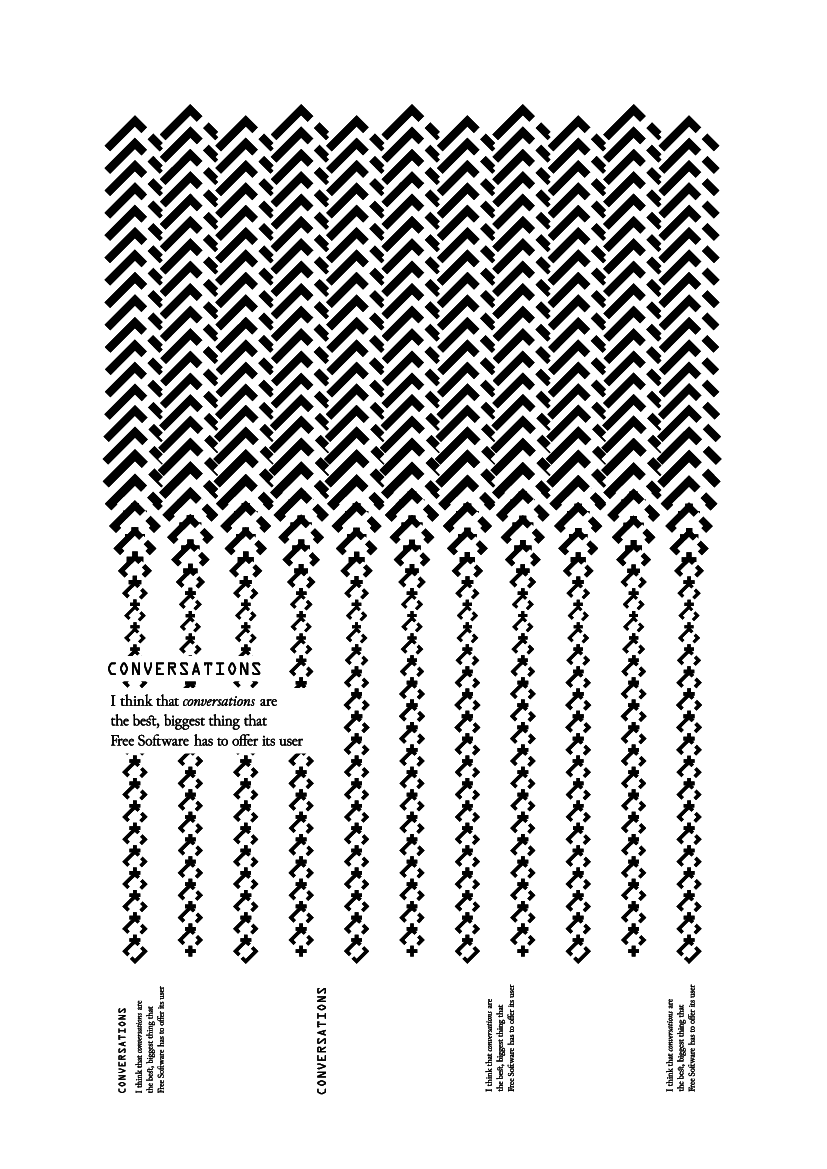 CONVERSATIONS
I think that conversations are
the best, biggest thing that
Free Software has to offer its user
CONVERSATIONS
I think that conversations are
the best, biggest thing that
Free Software has to offer its user
CONVERSATIONS
I think that conversations are
the best, biggest thing that
Free Software has to offer its user
I think that conversations are
the best, biggest thing that
Free Software has to offer its user